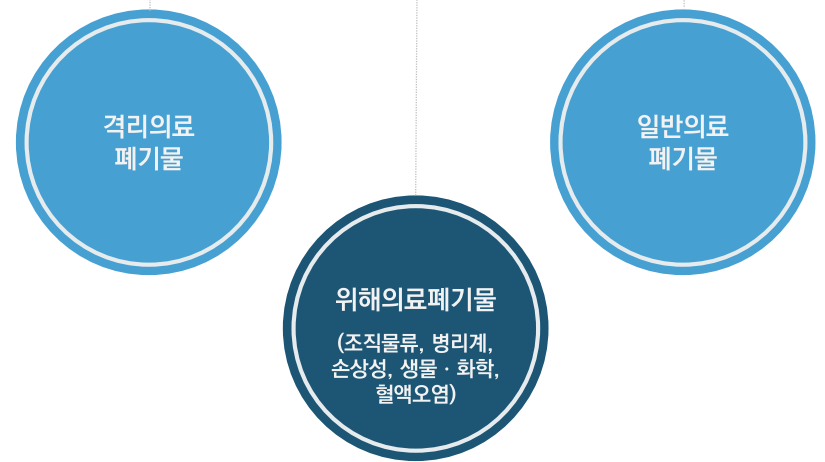 격리의료
폐기물
일반의료
폐기물
위해의료폐기물
(조직물류, 병리계,
손상성, 생물 · 화학,
혈액오염)